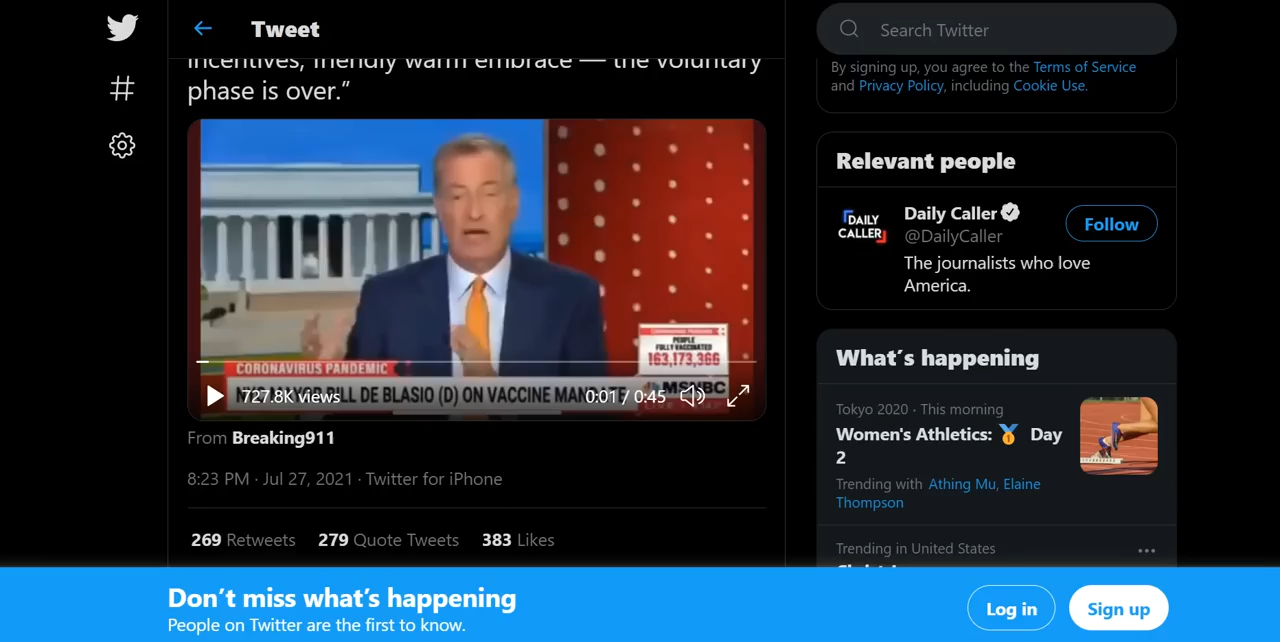 Tweet
incentives, friendly warm embrace — the voluntary
phase is over.”
CORONAVIRUS PANDEMIC
PEOPLE
FULLY VACCINATED
163,173,366
NYC MAYOR BILL DE BLASIO (D) ON VACCINE MANDATE
MSNBC
727.8K views
0:01 / 0:45
From Breaking911
8:23 PM · Jul 27, 2021 · Twitter for iPhone
269 Retweets 279 Quote Tweets 383 Likes
Search Twitter
By signing up, you agree to the Terms of Service
and Privacy Policy, including Cookie Use.
Relevant people
DAILY
CALLER
Daily Caller
@DailyCaller
Follow
The journalists who love
America.
What’s happening
Tokyo 2020 · This morning
Women's Athletics: 🏅 Day
2
Trending with Athing Mu, Elaine
Thompson
Trending in United States
Don’t miss what’s happening
People on Twitter are the first to know.
Log in
Sign up